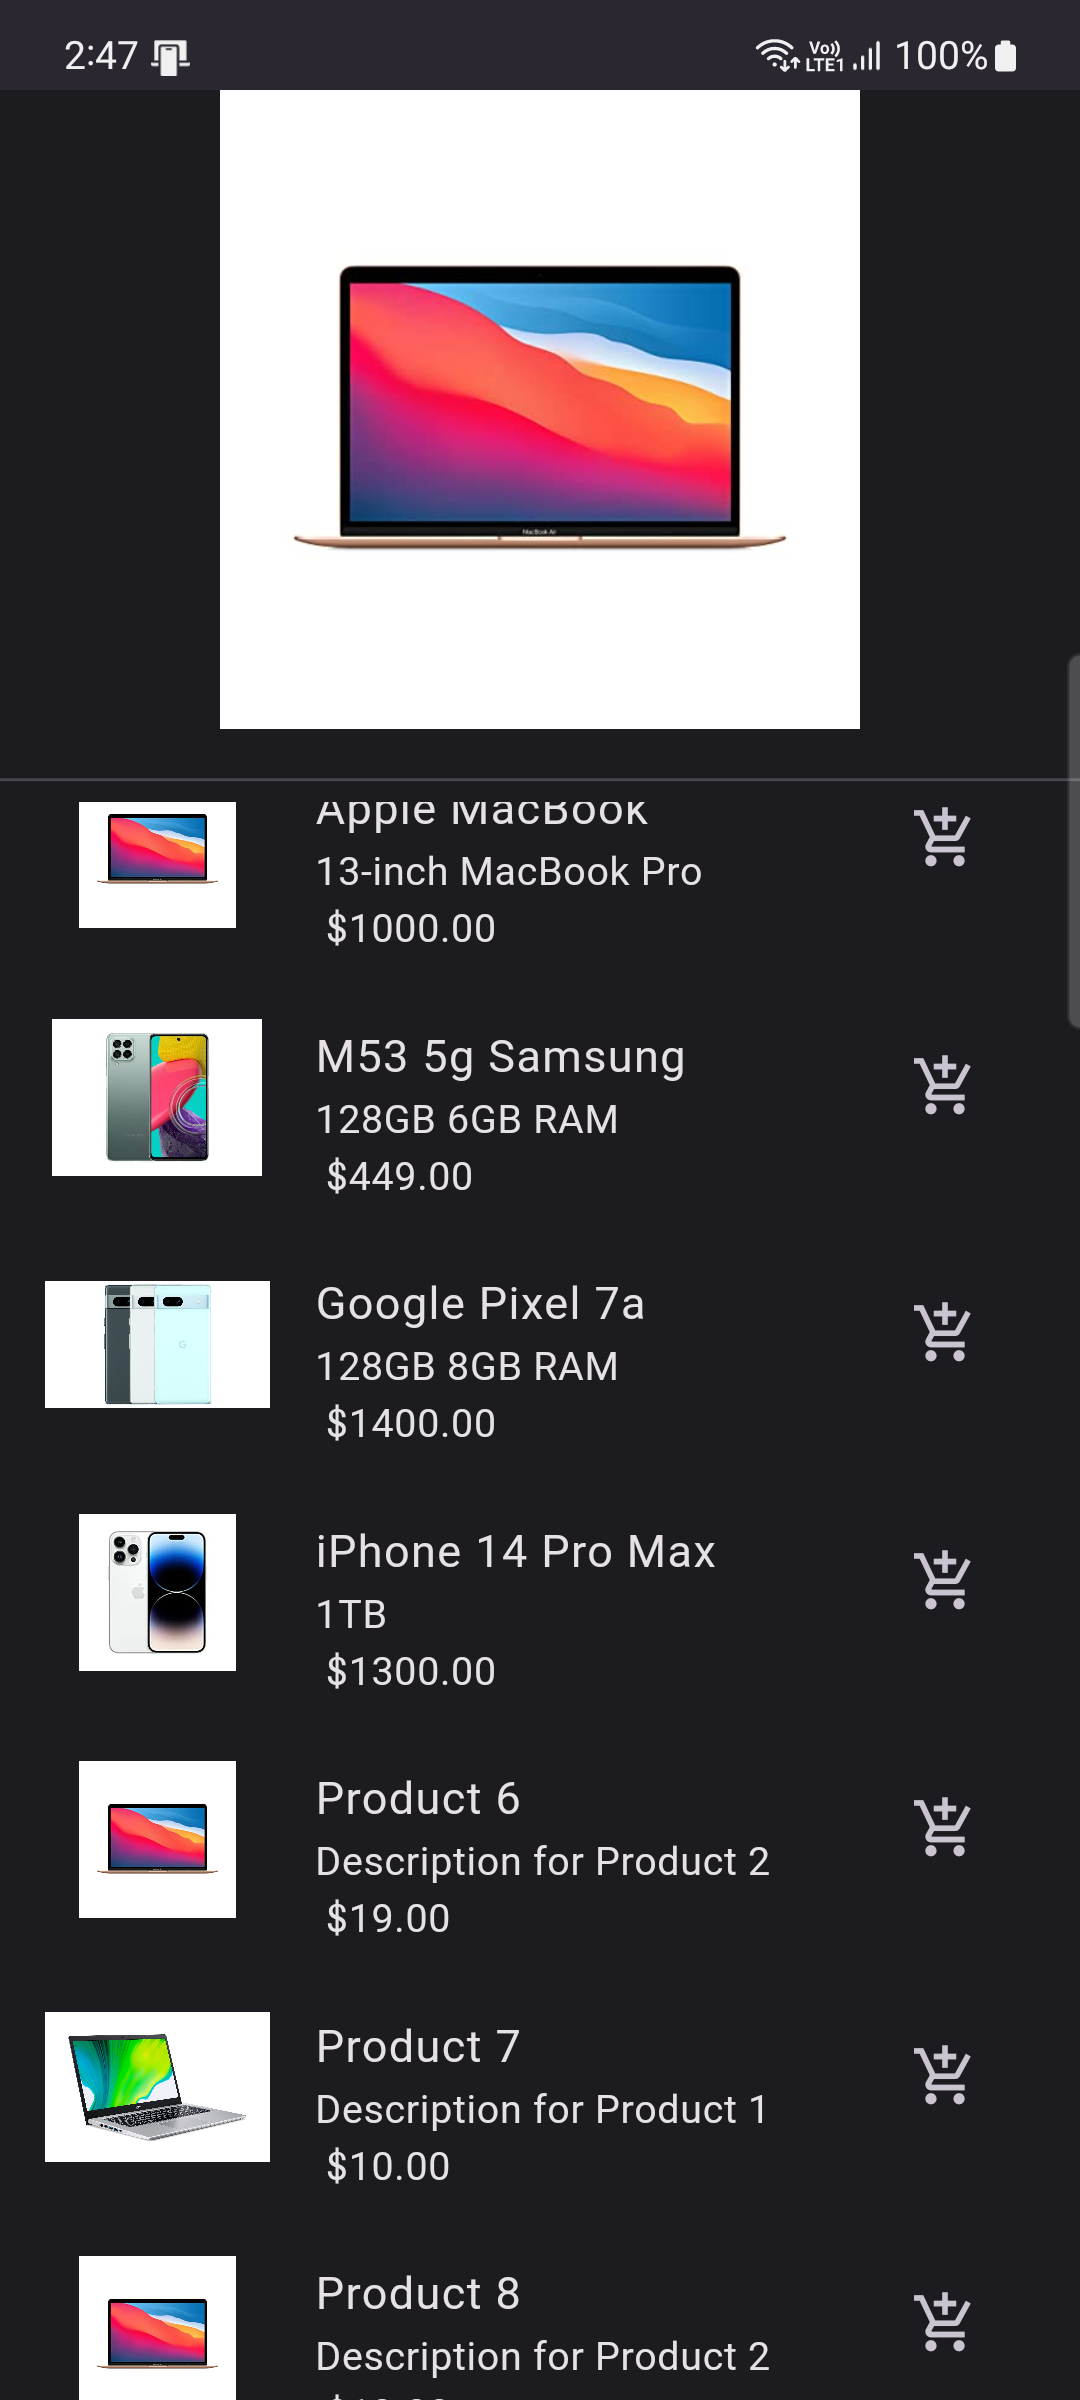 2:47 Vo)) LTE1 100%
MacBook Air
Apple MacBook
13-inch MacBook Pro
$1000.00
M53 5g Samsung
128GB 6GB RAM
$449.00
Google Pixel 7a
128GB 8GB RAM
$1400.00
iPhone 14 Pro Max
1TB
$1300.00
Product 6
Description for Product 2
$19.00
Product 7
Description for Product 1
$10.00
Product 8
Description for Product 2